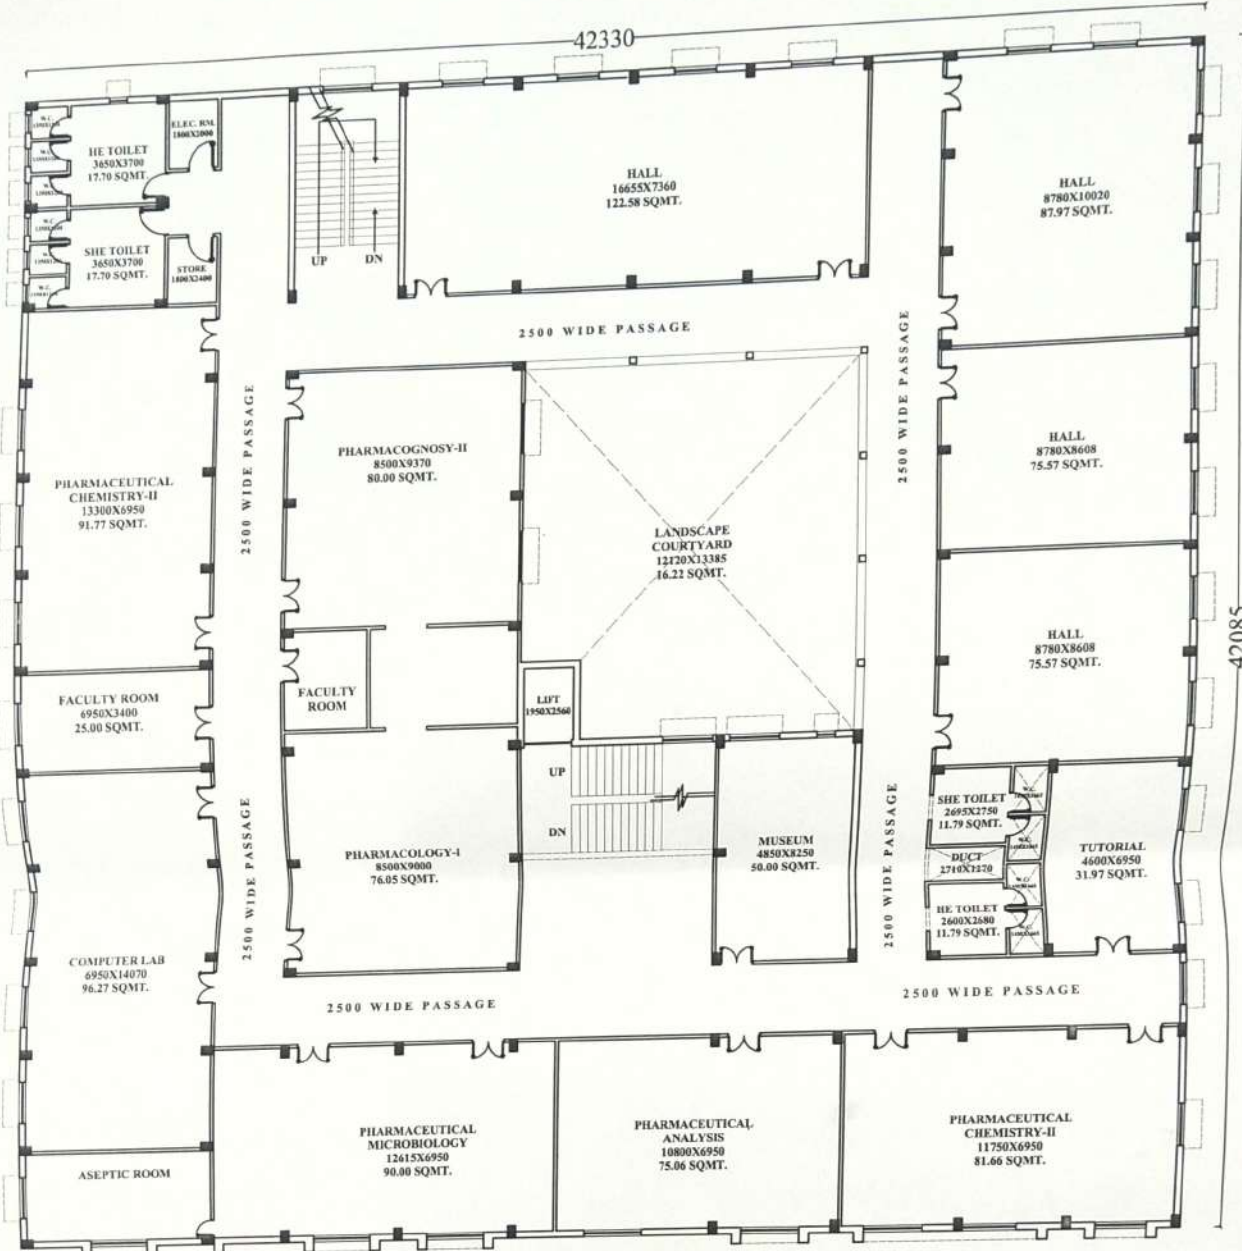 42330
W.C.
HE TOILET
3650X3700
17.70 SQMT.
ELEC. RM.
1800X2000
W.C.
SHE TOILET
3650X3700
17.70 SQMT.
W.C.
STORE
1800X2400
UP
DN
HALL
16655X7360
122.58 SQMT.
HALL
8780X10020
87.97 SQMT.
2500 WIDE PASSAGE
2500 WIDE PASSAGE
2500 WIDE PASSAGE
PHARMACOGNOSY-II
8500X9370
80.00 SQMT.
PHARMACEUTICAL
CHEMISTRY-II
13300X6950
91.77 SQMT.
LANDSCAPE
COURTYARD
12120X13385
16.22 SQMT.
HALL
8780X8608
75.57 SQMT.
HALL
8780X8608
75.57 SQMT.
42085
FACULTY ROOM
6950X3400
25.00 SQMT.
FACULTY
ROOM
LIFT
1950X2560
UP
DN
2500 WIDE PASSAGE
PHARMACOLOGY-I
8500X9000
76.05 SQMT.
MUSEUM
4850X8250
50.00 SQMT.
2500 WIDE PASSAGE
SHE TOILET
2695X2750
11.79 SQMT.
W.C.
W.C.
DUCT
2710X1270
HE TOILET
2600X2680
11.79 SQMT.
W.C.
W.C.
TUTORIAL
4600X6950
31.97 SQMT.
COMPUTER LAB
6950X14070
96.27 SQMT.
2500 WIDE PASSAGE
2500 WIDE PASSAGE
ASEPTIC ROOM
PHARMACEUTICAL
MICROBIOLOGY
12615X6950
90.00 SQMT.
PHARMACEUTICAL
ANALYSIS
10800X6950
75.06 SQMT.
PHARMACEUTICAL
CHEMISTRY-II
11750X6950
81.66 SQMT.